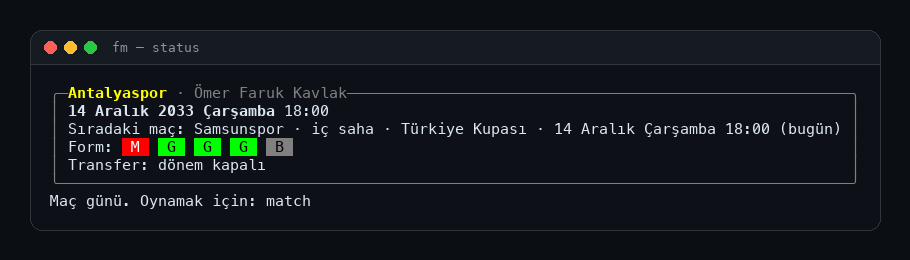 fm — status
Antalyaspor · Ömer Faruk Kavlak
14 Aralık 2033 Çarşamba 18:00
Sıradaki maç: Samsunspor · iç saha · Türkiye Kupası · 14 Aralık Çarşamba 18:00 (bugün)
Form: M G G G B
Transfer: dönem kapalı
Maç günü. Oynamak için: match